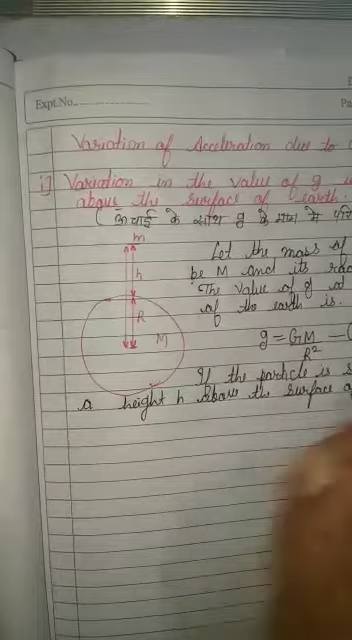 Expt.No.
Pa
Variation of Acceleration due to
i) Variation in the value of g
above the surface of earth.
(ऊंचाई के साथ g के मान में
m
h
R
M
Let the mass of
be M and its
The value of g at
of the earth is.
g = GM/R² —
If the particle is
a height h above the surface